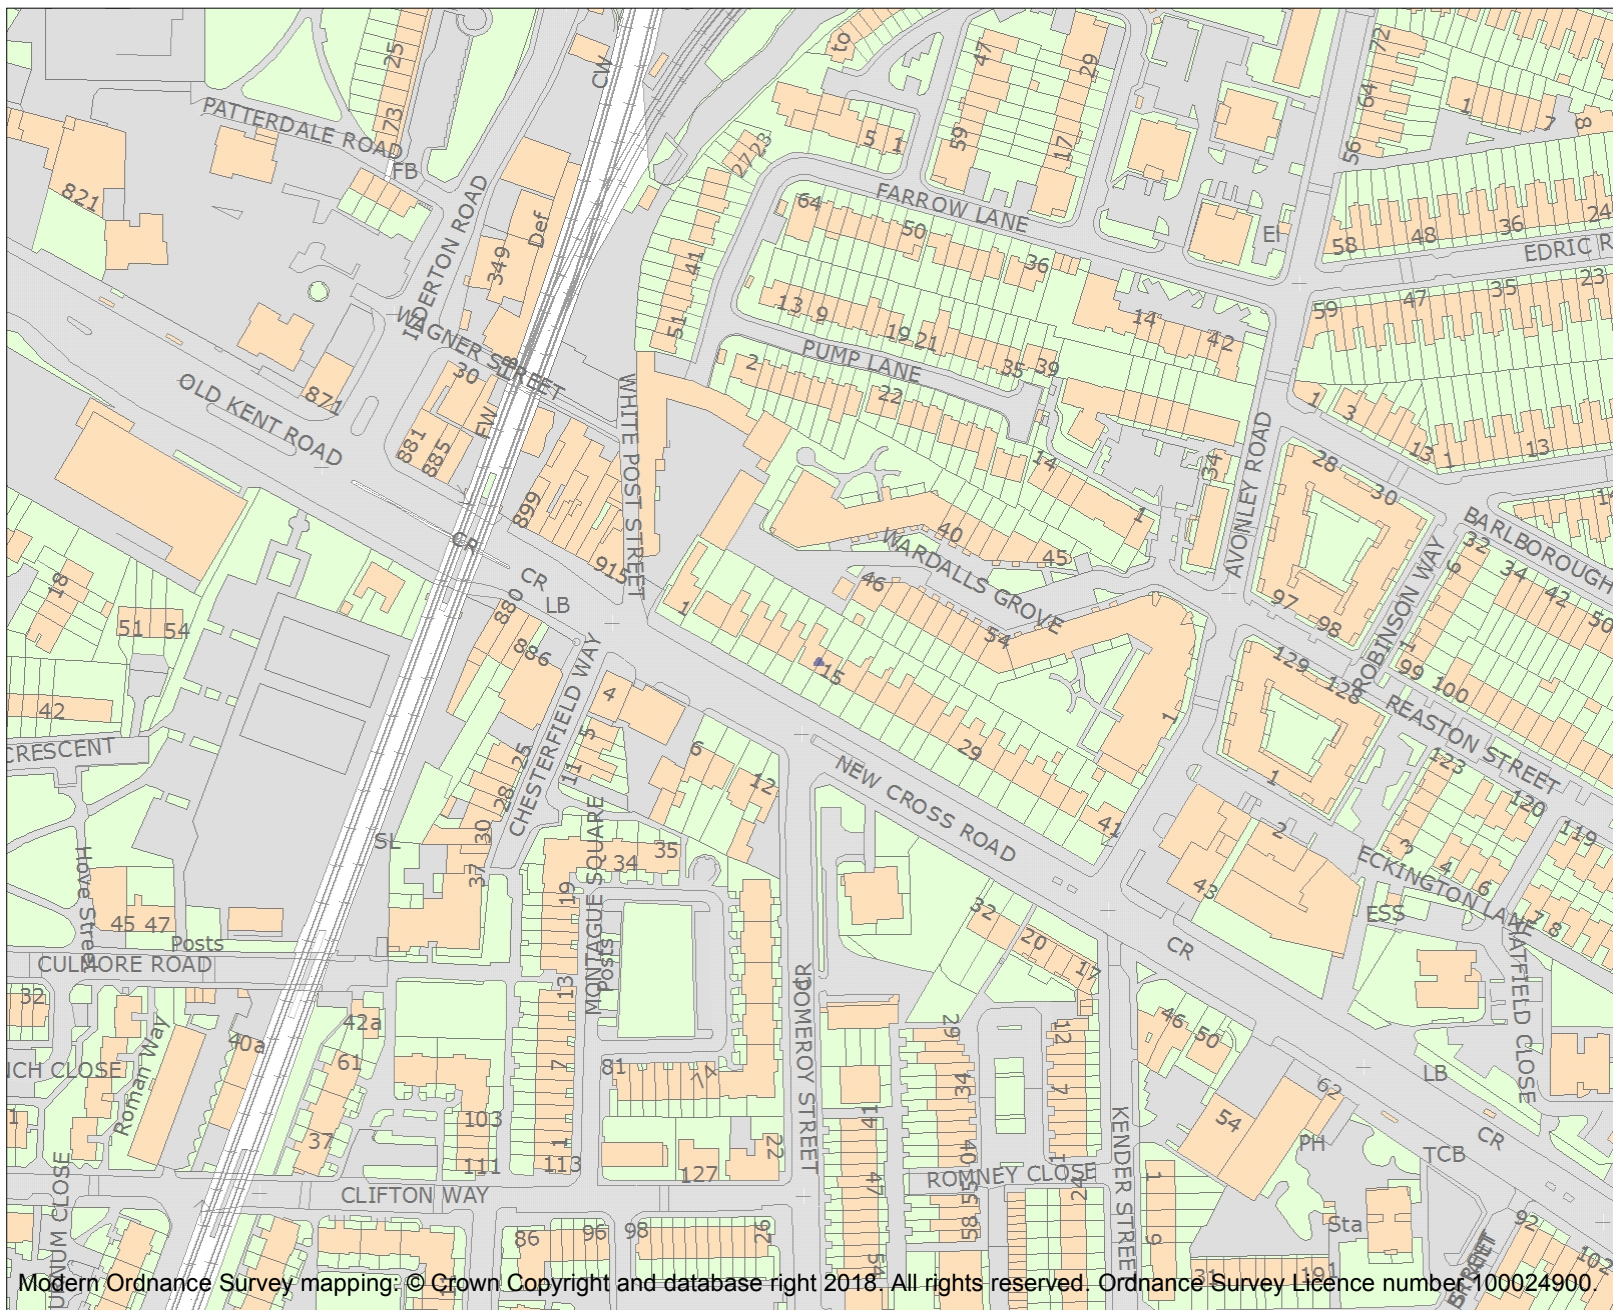 PATTERDALE ROAD
25
73
FB
821
ILDERTON ROAD
349
Def
CW
to
27 23
5 1
47
59
29
17
FARROW LANE
64
50
36
41
51
13 9
19 21
35 39
PUMP LANE
2
22
14
14
42
El
72
64
56
1
7
8
58
48
36
24
EDRIC R
59
47
35
23
1
3
13
1
13
WAGNER STREET
30
OLD KENT ROAD
871
881
885
FW
899
915
WHITE POST STREET
CR
CR
LB
880
886
1
34
AVONLEY ROAD
28
30
BARLBOROUGH
32
34
42
50
6
1
ROBINSON WAY
97
98
129
128
99
100
REASTON STREET
123
120
119
40
45
WARDALLS GROVE
46
54
1
1
15
29
41
NEW CROSS ROAD
18
51
54
42
CRESCENT
CHESTERFIELD WAY
4
5
11
25
28
30
37
6
12
SL
Hove Street
45 47
Posts
CULMORE ROAD
32
NCH CLOSE
Roman Way
40a
42a
61
37
MONTAGUE SQUARE
Posts
34
35
19
13
7
1
81
74
103
111
113
127
22
CLIFTON WAY
86
96
98
26
POMEROY STREET
32
20
17
29
34
40
41
47
54
55
58
12
7
1
24
ROMNEY CLOSE
KENDER STREET
1
9
43
CR
46
50
54
62
PH
Sta
TCB
CR
LB
2
1
3
4
6
7
8
ECKINGTON LANE
ESS
HATFIELD CLOSE
92
102
31
191
Modern Ordnance Survey mapping: © Crown Copyright and database right 2018. All rights reserved. Ordnance Survey Licence number 100024900.